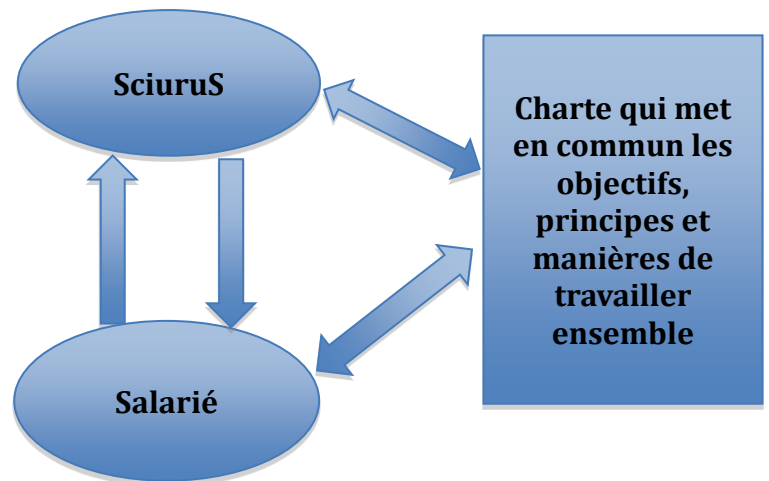 SciuruS
Charte qui met
en commun les
objectifs,
principes et
manières de
travailler
ensemble
Salarié